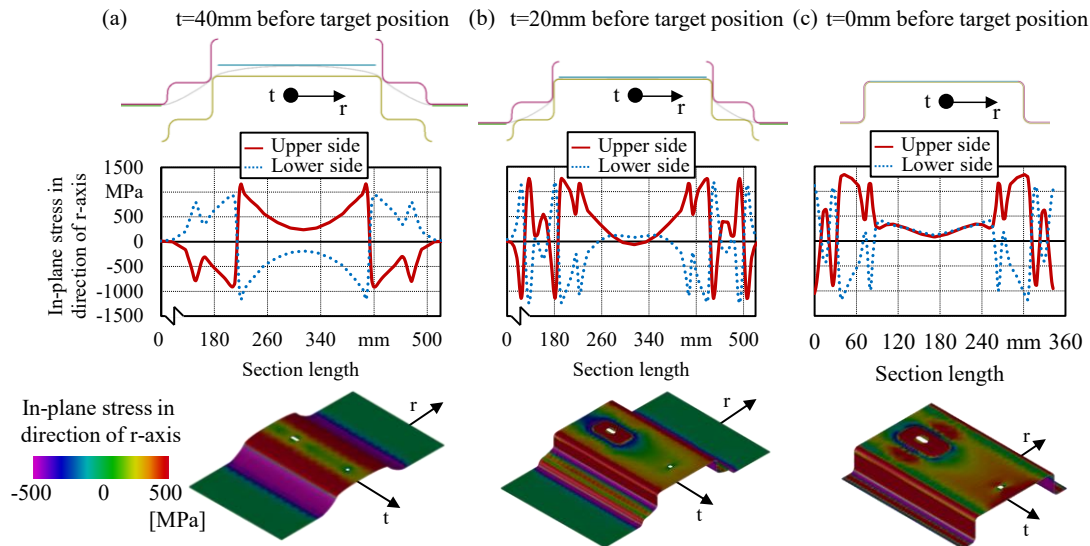 (a) t=40mm before target position
(b) t=20mm before target position
(c) t=0mm before target position
t r
t r
t r
In-plane stress in
direction of r-axis
1500
MPa
500
0
-500
-1000
-1500
Upper side
Lower side
Upper side
Lower side
Upper side
Lower side
0 180 260 340 mm 500
0 180 260 340 mm 500
0 60 120 180 240 mm 360
Section length
Section length
Section length
In-plane stress in
direction of r-axis
-500 0 500
[MPa]
r
t
r
t
r
t